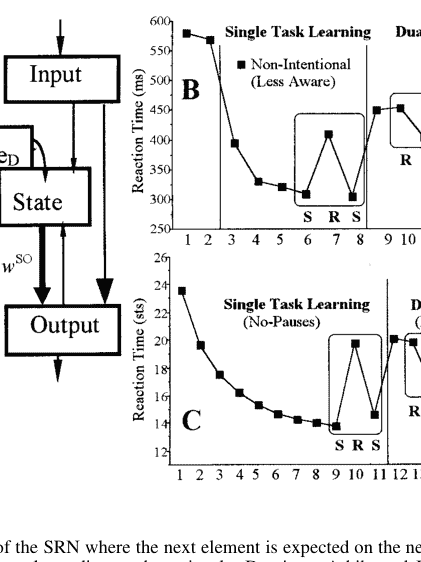 Input
State
w^SO
Output
600
550
500
450
400
350
300
250
Reaction Time (ms)
Single Task Learning
Non-Intentional
(Less Aware)
B
S R S
R
1 2 3 4 5 6 7 8 9 10
26
24
22
20
18
16
14
12
Reaction Time (sts)
Single Task Learning
(No-Pauses)
C
S R S
R
1 2 3 4 5 6 7 8 9 10 11 12 13
of the SRN where the next element is expected on the ne